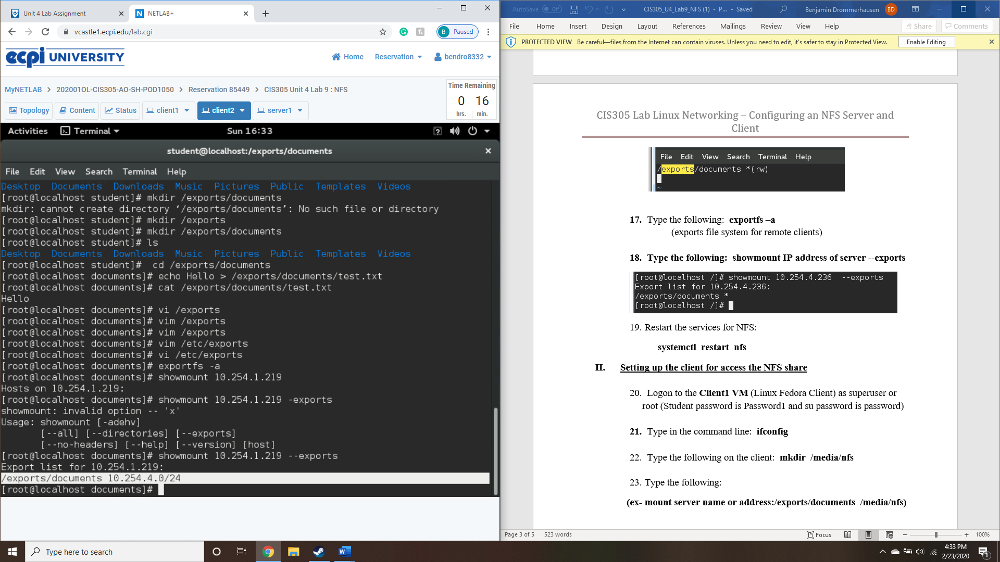 Unit 4 Lab Assignment
NETLAB+
vcastle1.ecpi.edu/lab.cgi
B Paused
ecpi UNIVERSITY
Home
Reservation
bendro8332
MyNETLAB > 202001OL-CIS305-AO-SH-POD1050 > Reservation 85449 > CIS305 Unit 4 Lab 9 : NFS
Time Remaining
0 16
hrs. min.
Topology Content Status client1 client2 server1
Activities Terminal Sun 16:33
student@localhost:/exports/documents
File Edit View Search Terminal Help
Desktop Documents Downloads Music Pictures Public Templates Videos
[root@localhost student]# mkdir /exports/documents
mkdir: cannot create directory ‘/exports/documents’: No such file or directory
[root@localhost student]# mkdir /exports
[root@localhost student]# mkdir /exports/documents
[root@localhost student]# ls
Desktop Documents Downloads Music Pictures Public Templates Videos
[root@localhost student]#  cd /exports/documents
[root@localhost documents]# echo Hello > /exports/documents/test.txt
[root@localhost documents]# cat /exports/documents/test.txt
Hello
[root@localhost documents]# vi /exports
[root@localhost documents]# vim /exports
[root@localhost documents]# vim /exports
[root@localhost documents]# vim /etc/exports
[root@localhost documents]# vi /etc/exports
[root@localhost documents]# exportfs -a
[root@localhost documents]# showmount 10.254.1.219
Hosts on 10.254.1.219:
[root@localhost documents]# showmount 10.254.1.219 -exports
showmount: invalid option -- 'x'
Usage: showmount [-adehv]
[--all] [--directories] [--exports]
[--no-headers] [--help] [--version] [host]
[root@localhost documents]# showmount 10.254.1.219 --exports
Export list for 10.254.1.219:
/exports/documents 10.254.4.0/24
[root@localhost documents]#
AutoSave Off
CIS305_U4_Lab9_NFS (1) - P... - Saved
Benjamin Drommerhausen BD
File Home Insert Design Layout References Mailings Review View Help Share Comments
PROTECTED VIEW Be careful—files from the Internet can contain viruses. Unless you need to edit, it's safer to stay in Protected View. Enable Editing
CIS305 Lab Linux Networking – Configuring an NFS Server and
Client
File Edit View Search Terminal Help
/exports/documents *(rw)
~
17. Type the following: exportfs –a
(exports file system for remote clients)
18. Type the following: showmount IP address of server --exports
[root@localhost /]# showmount 10.254.4.236  --exports
Export list for 10.254.4.236:
/exports/documents *
[root@localhost /]#
19. Restart the services for NFS:
systemctl restart nfs
II. Setting up the client for access the NFS share
20. Logon to the Client1 VM (Linux Fedora Client) as superuser or
root (Student password is Password1 and su password is password)
21. Type in the command line: ifconfig
22. Type the following on the client: mkdir /media/nfs
23. Type the following:
(ex- mount server name or address:/exports/documents /media/nfs)
Page 3 of 5 523 words
Focus
100%
Type here to search
4:33 PM
2/23/2020
1